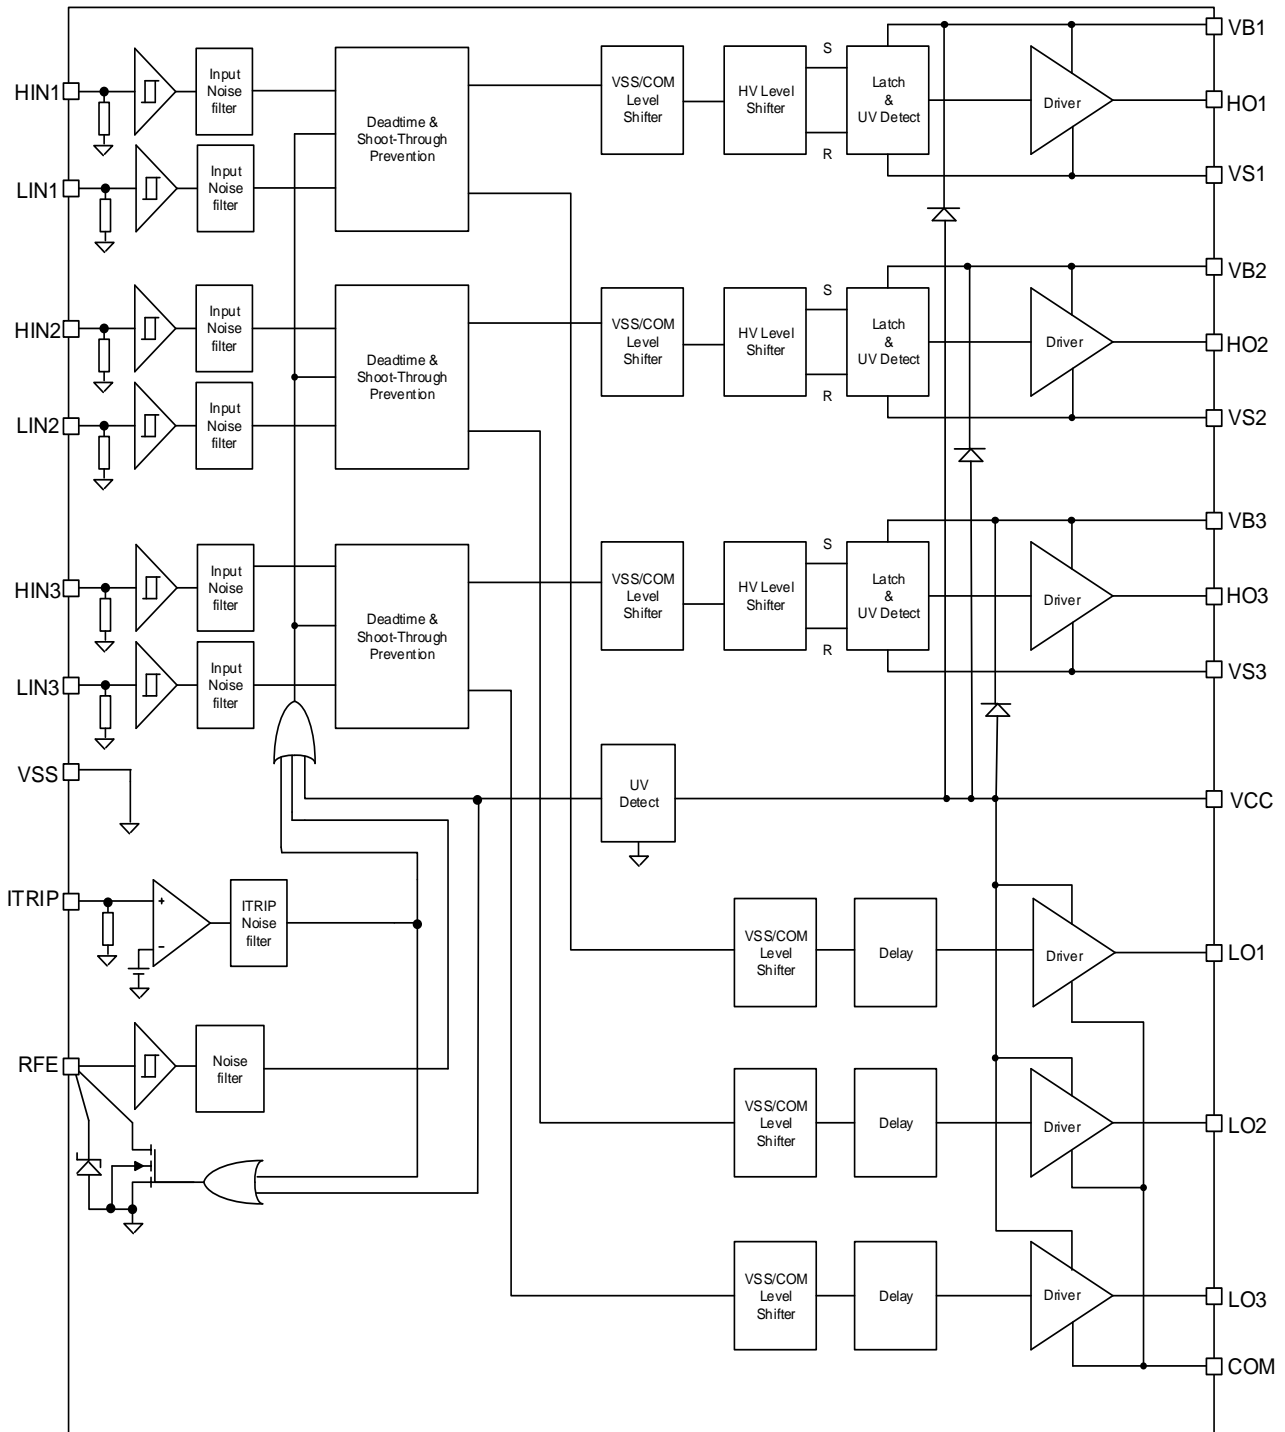 VB1
HIN1
Input
Noise
filter
Deadtime &
Shoot-Through
Prevention
VSS/COM
Level
Shifter
HV Level
Shifter
S
R
Latch
&
UV Detect
Driver
HO1
LIN1
Input
Noise
filter
VS1
VB2
HIN2
Input
Noise
filter
Deadtime &
Shoot-Through
Prevention
VSS/COM
Level
Shifter
HV Level
Shifter
S
R
Latch
&
UV Detect
Driver
HO2
LIN2
Input
Noise
filter
VS2
VB3
HIN3
Input
Noise
filter
Deadtime &
Shoot-Through
Prevention
VSS/COM
Level
Shifter
HV Level
Shifter
S
R
Latch
&
UV Detect
Driver
HO3
LIN3
Input
Noise
filter
VS3
VSS
UV
Detect
VCC
ITRIP
+
−
ITRIP
Noise
filter
VSS/COM
Level
Shifter
Delay
Driver
LO1
RFE
Noise
filter
VSS/COM
Level
Shifter
Delay
Driver
LO2
VSS/COM
Level
Shifter
Delay
Driver
LO3
COM